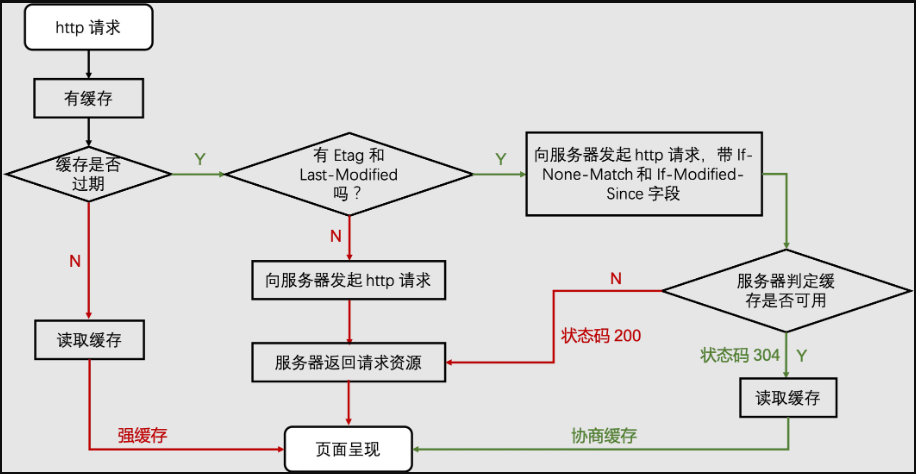 http 请求
有缓存
缓存是否
过期
Y
有 Etag 和
Last-Modified
吗？
Y
向服务器发起 http 请求，带 If-
None-Match 和 If-Modified-
Since 字段
N
N
向服务器发起 http 请求
N
服务器判定缓
存是否可用
读取缓存
服务器返回请求资源
状态码 200
状态码 304
Y
读取缓存
强缓存
页面呈现
协商缓存